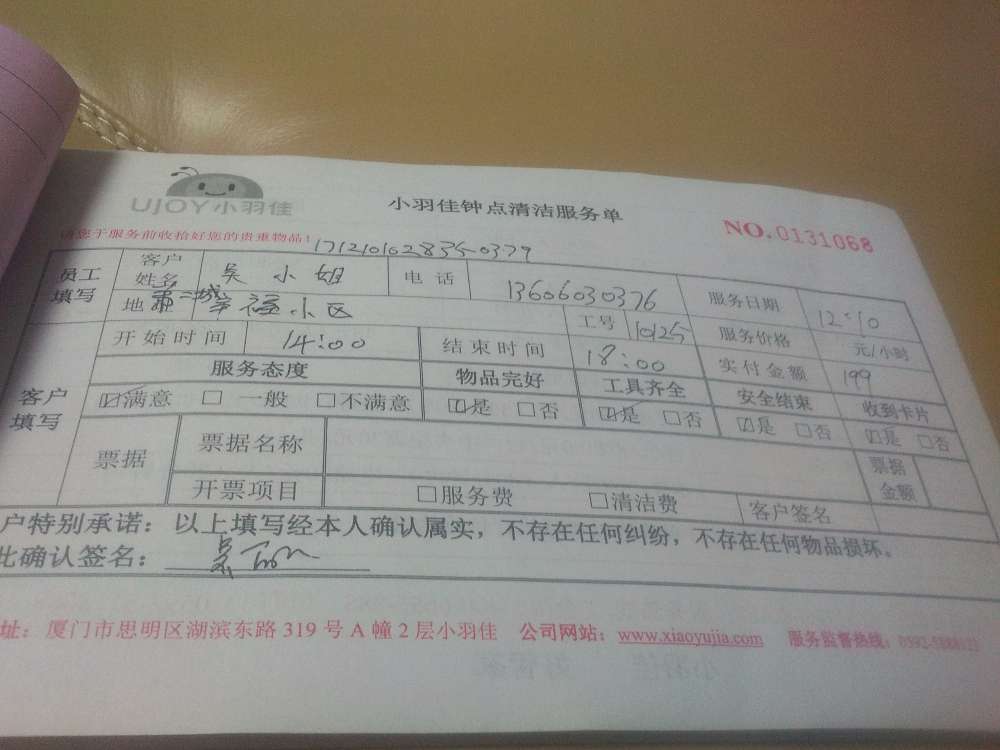 UJOY小羽佳
小羽佳钟点清洁服务单
NO.0131068
请您于服务前收拾好您的贵重物品!
171210162835-0379
员工填写 客户姓名 吴小姐 电话 13606030376 服务日期 12:10
地 幸福小区 工号 10125 服务价格 元/小时
客户填写 开始时间 14:00 结束时间 18:00 实付金额 199
服务态度 物品完好 工具齐全 安全结束 收到卡片
☑满意 □一般 □不满意 ☑是 □否 ☑是 □否 ☑是 □否 ☑是 □否
票据 票据名称 票据金额
开票项目 □服务费 □清洁费 客户签名
户特别承诺:以上填写经本人确认属实,不存在任何纠纷,不存在任何物品损坏。
此确认签名:吴
址:厦门市思明区湖滨东路 319 号 A 幢 2 层小羽佳 公司网站:www.xiaoyujia.com 服务监督热线: